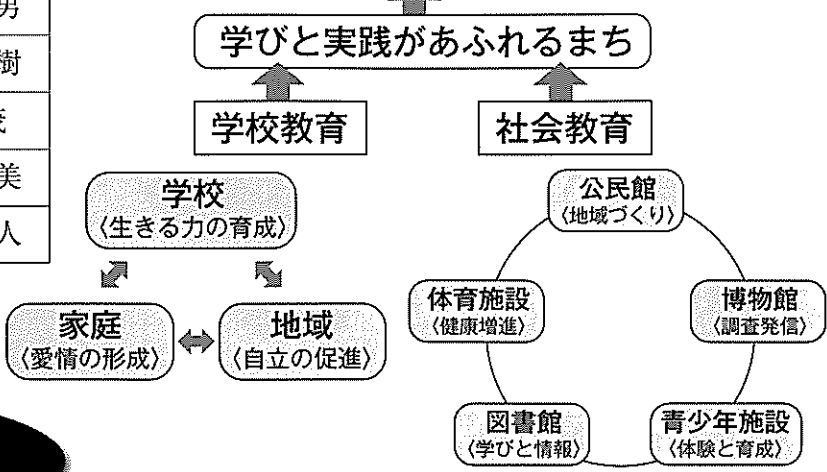 男
樹
美
人
学びと実践があふれるまち
学校教育
社会教育
学校
〈生きる力の育成〉
家庭
〈愛情の形成〉
地域
〈自立の促進〉
公民館
〈地域づくり〉
体育施設
〈健康増進〉
博物館
〈調査発信〉
図書館
〈学びと情報〉
青少年施設
〈体験と育成〉